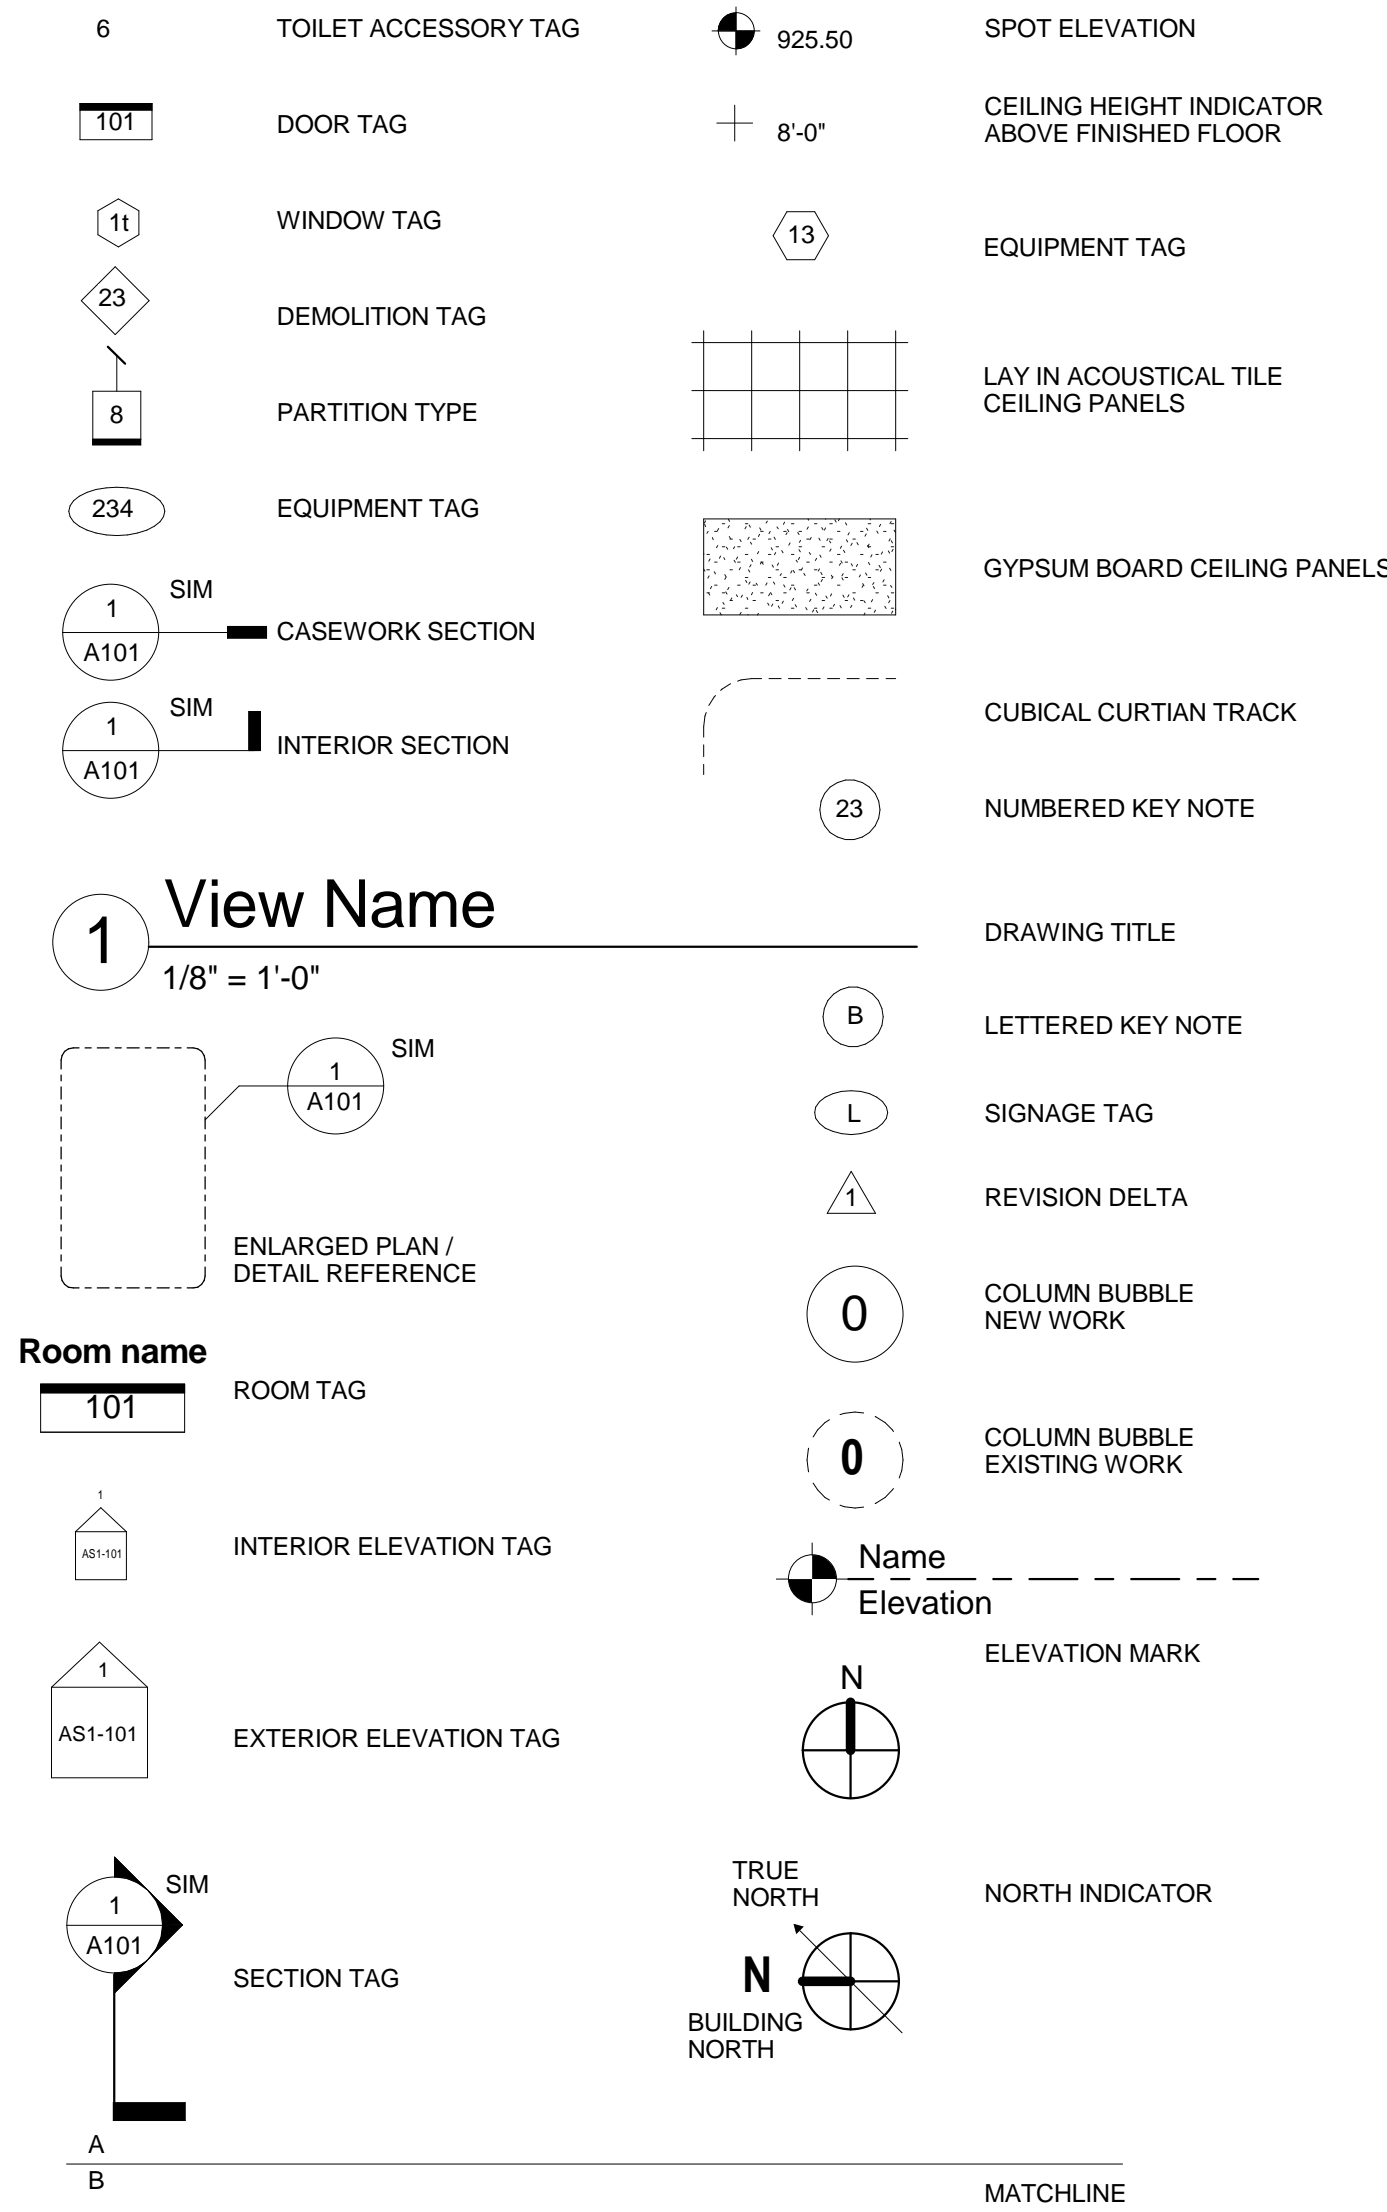 6
TOILET ACCESSORY TAG
101
DOOR TAG
1t
WINDOW TAG
23
DEMOLITION TAG
8
PARTITION TYPE
234
EQUIPMENT TAG
1
A101
SIM
CASEWORK SECTION
1
A101
SIM
INTERIOR SECTION
925.50
SPOT ELEVATION
8'-0"
CEILING HEIGHT INDICATOR
ABOVE FINISHED FLOOR
13
EQUIPMENT TAG
LAY IN ACOUSTICAL TILE
CEILING PANELS
GYPSUM BOARD CEILING PANELS
CUBICAL CURTIAN TRACK
23
NUMBERED KEY NOTE
1
View Name
1/8" = 1'-0"
DRAWING TITLE
1
A101
SIM
ENLARGED PLAN /
DETAIL REFERENCE
Room name
101
ROOM TAG
1
AS1-101
INTERIOR ELEVATION TAG
1
AS1-101
EXTERIOR ELEVATION TAG
1
A101
SIM
SECTION TAG
B
LETTERED KEY NOTE
L
SIGNAGE TAG
1
REVISION DELTA
0
COLUMN BUBBLE
NEW WORK
0
COLUMN BUBBLE
EXISTING WORK
Name
Elevation
ELEVATION MARK
N
TRUE
NORTH
N
BUILDING
NORTH
NORTH INDICATOR
A
B
MATCHLINE